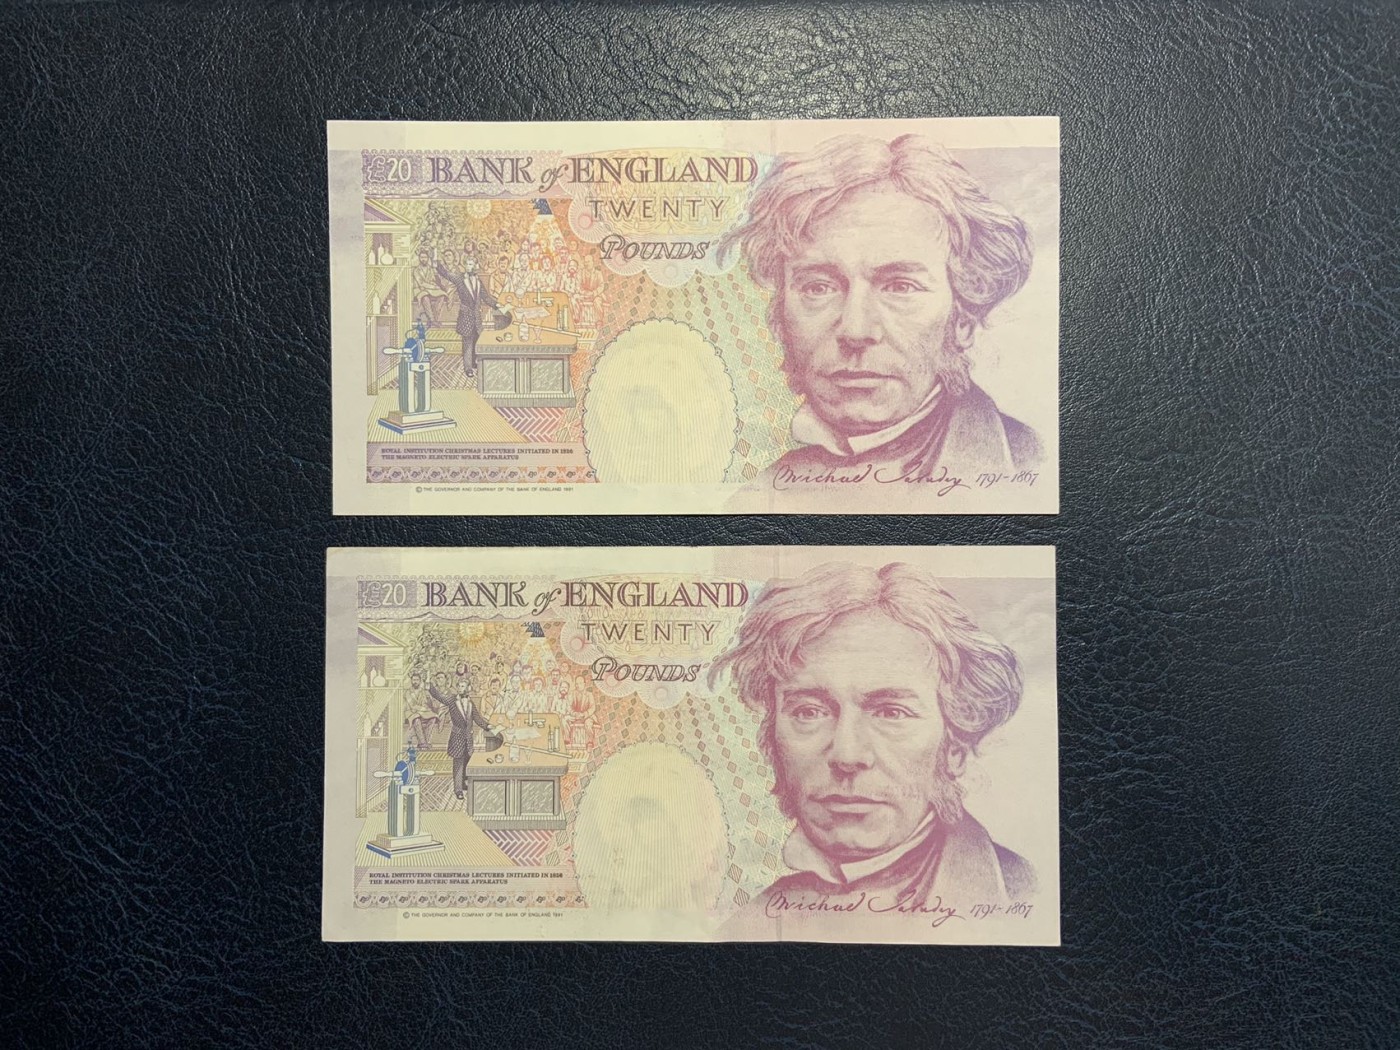 £20 BANK of ENGLAND
TWENTY
POUNDS
ROYAL INSTITUTION CHRISTMAS LECTURES INITIATED IN 1826
THE MAGNETO ELECTRIC SPARK APPARATUS
© THE GOVERNOR AND COMPANY OF THE BANK OF ENGLAND 1991
Michael Faraday 1791-1867
£20 BANK of ENGLAND
TWENTY
POUNDS
ROYAL INSTITUTION CHRISTMAS LECTURES INITIATED IN 1826
THE MAGNETO ELECTRIC SPARK APPARATUS
© THE GOVERNOR AND COMPANY OF THE BANK OF ENGLAND 1991
Michael Faraday 1791-1867